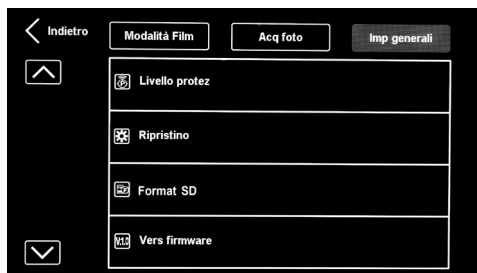 Indietro
Modalità Film
Acq foto
Imp generali
Livello protez
Ripristino
Format SD
Vers firmware